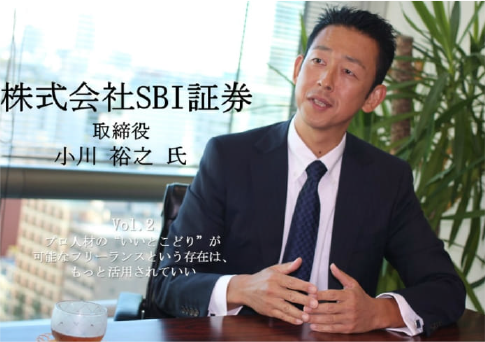 株式会社SBI証券
取締役
小川 裕之 氏
Vol.2
プロ人材の“いいとこどり”が
可能なフリーランスという存在は、
もっと活用されていい